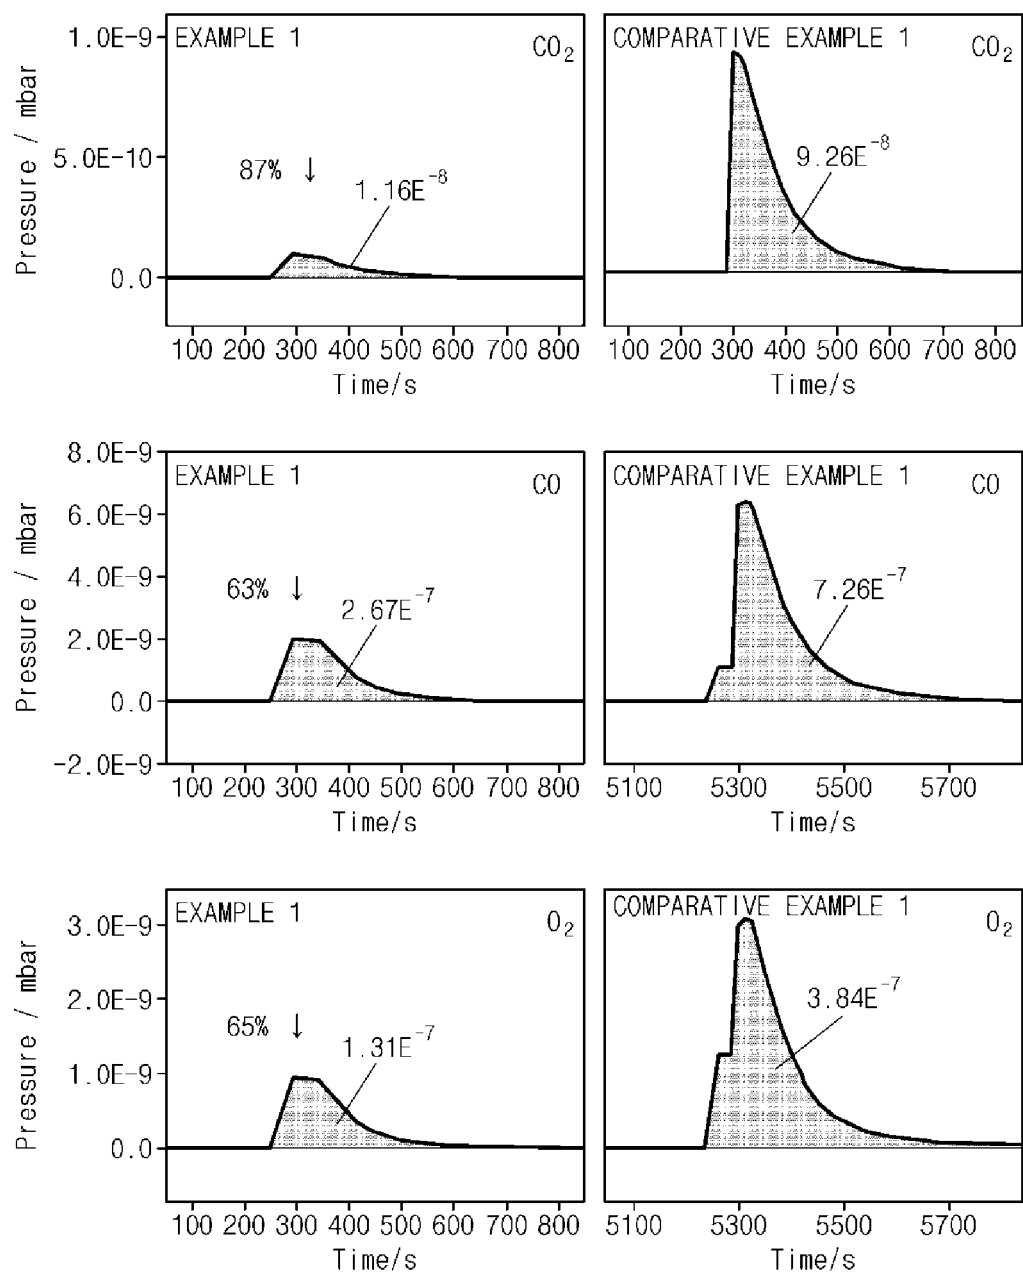 1.0E-9
5.0E-10
0.0
Pressure / mbar
EXAMPLE 1
CO2
87% ↓
1.16E-8
100 200 300 400 500 600 700 800
Time/s
COMPARATIVE EXAMPLE 1
CO2
9.26E-8
100 200 300 400 500 600 700 800
Time/s
8.0E-9
6.0E-9
4.0E-9
2.0E-9
0.0
-2.0E-9
Pressure / mbar
EXAMPLE 1
CO
63% ↓
2.67E-7
100 200 300 400 500 600 700 800
Time/s
COMPARATIVE EXAMPLE 1
CO
7.26E-7
5100 5300 5500 5700
Time/s
3.0E-9
2.0E-9
1.0E-9
0.0
Pressure / mbar
EXAMPLE 1
O2
65% ↓
1.31E-7
100 200 300 400 500 600 700 800
Time/s
COMPARATIVE EXAMPLE 1
O2
3.84E-7
5100 5300 5500 5700
Time/s